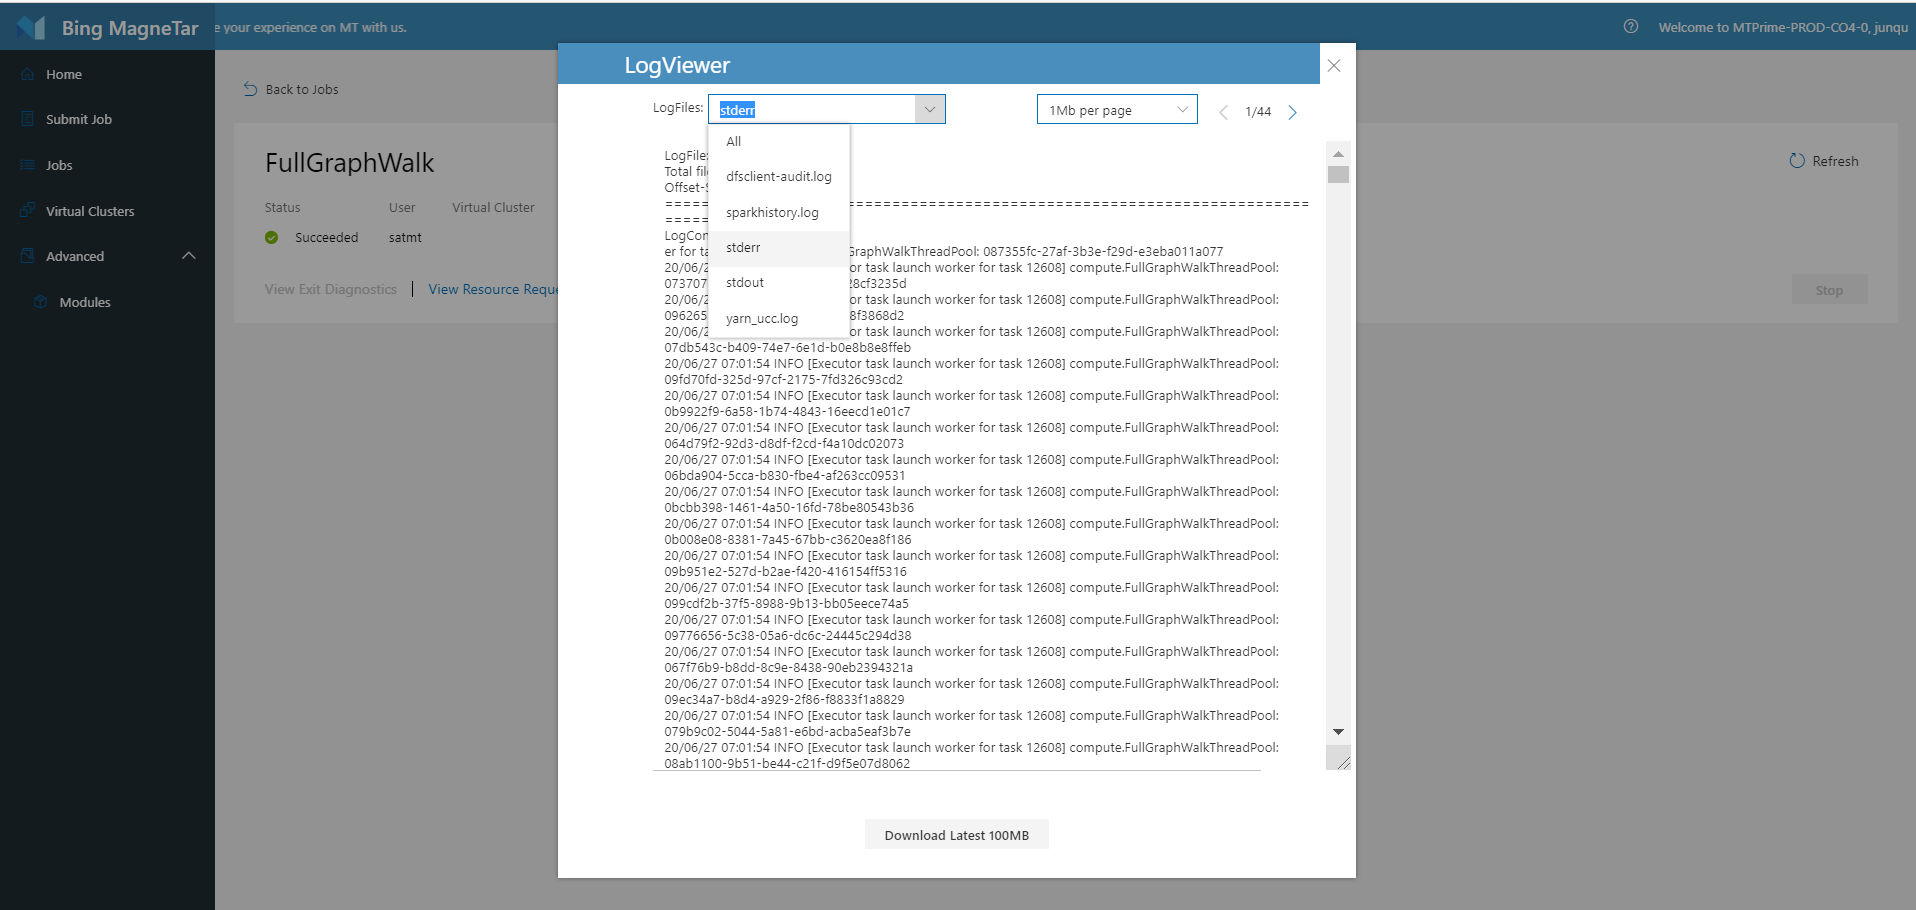 Bing MagneTar
e your experience on MT with us.
Welcome to MTPrime-PROD-CO4-0, junqu
Home
Submit Job
Jobs
Virtual Clusters
Advanced
Modules
Back to Jobs
FullGraphWalk
Refresh
Status User Virtual Cluster
Succeeded satmt
View Exit Diagnostics | View Resource Reque
Stop
LogViewer
LogFiles: stderr
1Mb per page
1/44
All
dfsclient-audit.log
sparkhistory.log
stderr
stdout
yarn_ucc.log
LogFile
Total fil
Offset-S
LogCon
er for ta GraphWalkThreadPool: 087355fc-27af-3b3e-f29d-e3eba011a077
20/06/2 or task launch worker for task 12608] compute.FullGraphWalkThreadPool:
073707 28cf3235d
20/06/2 or task launch worker for task 12608] compute.FullGraphWalkThreadPool:
096265 8f3868d2
20/06/2 or task launch worker for task 12608] compute.FullGraphWalkThreadPool:
07db543c-b409-74e7-6e1d-b0e8b8e8ffeb
20/06/27 07:01:54 INFO [Executor task launch worker for task 12608] compute.FullGraphWalkThreadPool:
09fd70fd-325d-97cf-2175-7fd326c93cd2
20/06/27 07:01:54 INFO [Executor task launch worker for task 12608] compute.FullGraphWalkThreadPool:
0b9922f9-6a58-1b74-4843-16eecd1e01c7
20/06/27 07:01:54 INFO [Executor task launch worker for task 12608] compute.FullGraphWalkThreadPool:
064d79f2-92d3-d8df-f2cd-f4a10dc02073
20/06/27 07:01:54 INFO [Executor task launch worker for task 12608] compute.FullGraphWalkThreadPool:
06bda904-5cca-b830-fbe4-af263cc09531
20/06/27 07:01:54 INFO [Executor task launch worker for task 12608] compute.FullGraphWalkThreadPool:
0bcbb398-1461-4a50-16fd-78be80543b36
20/06/27 07:01:54 INFO [Executor task launch worker for task 12608] compute.FullGraphWalkThreadPool:
0b008e08-8381-7a45-67bb-c3620ea8f186
20/06/27 07:01:54 INFO [Executor task launch worker for task 12608] compute.FullGraphWalkThreadPool:
09b951e2-527d-b2ae-f420-416154ff5316
20/06/27 07:01:54 INFO [Executor task launch worker for task 12608] compute.FullGraphWalkThreadPool:
099cdf2b-37f5-8988-9b13-bb05eece74a5
20/06/27 07:01:54 INFO [Executor task launch worker for task 12608] compute.FullGraphWalkThreadPool:
09776656-5c38-05a6-dc6c-24445c294d38
20/06/27 07:01:54 INFO [Executor task launch worker for task 12608] compute.FullGraphWalkThreadPool:
067f76b9-b8dd-8c9e-8438-90eb2394321a
20/06/27 07:01:54 INFO [Executor task launch worker for task 12608] compute.FullGraphWalkThreadPool:
09ec34a7-b8d4-a929-2f86-f8833f1a8829
20/06/27 07:01:54 INFO [Executor task launch worker for task 12608] compute.FullGraphWalkThreadPool:
079b9c02-5044-5a81-e6bd-acba5eaf3b7e
20/06/27 07:01:54 INFO [Executor task launch worker for task 12608] compute.FullGraphWalkThreadPool:
08ab1100-9b51-be44-c21f-d9f5e07d8062
Download Latest 100MB